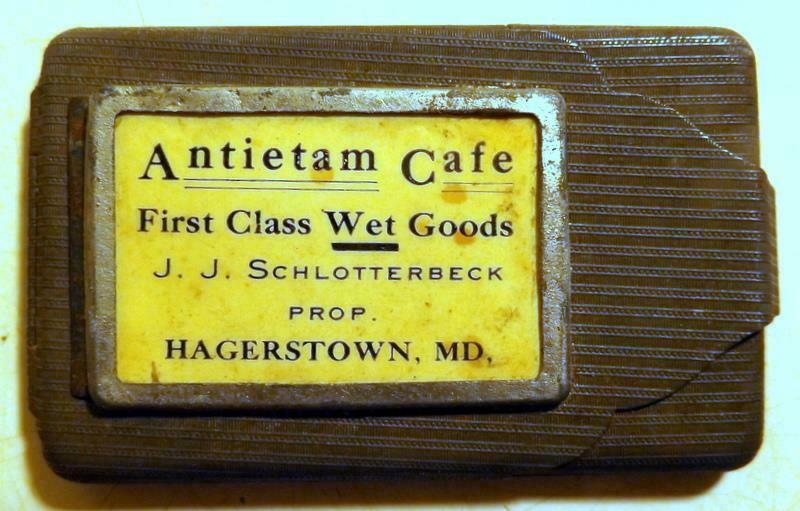 Antietam Cafe
First Class Wet Goods
J. J. SCHLOTTERBECK
PROP.
HAGERSTOWN, MD.